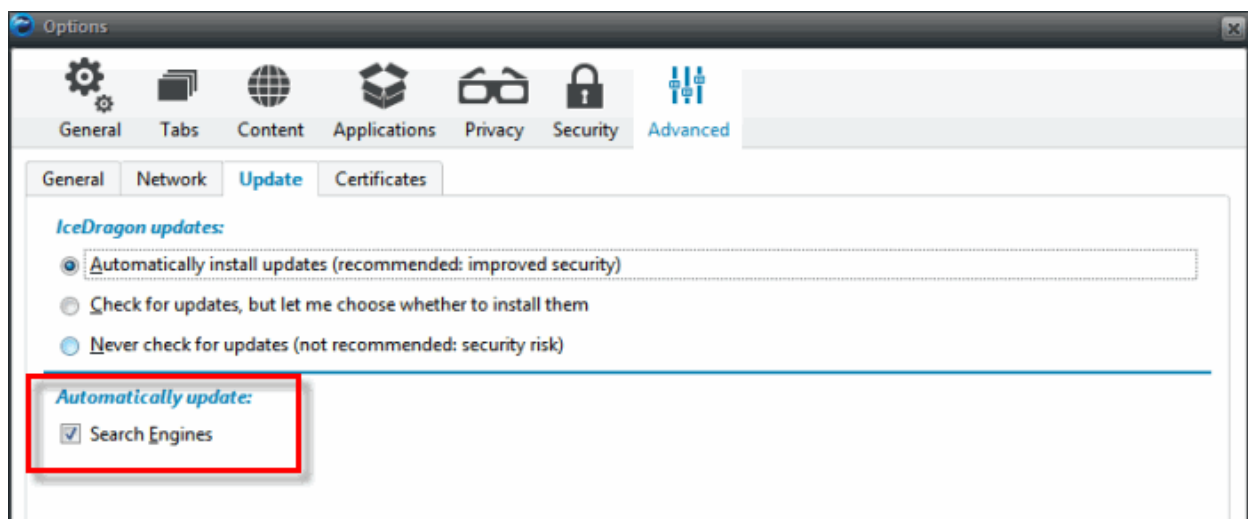 Options
General Tabs Content Applications Privacy Security Advanced
General Network Update Certificates
IceDragon updates:
Automatically install updates (recommended: improved security)
Check for updates, but let me choose whether to install them
Never check for updates (not recommended: security risk)
Automatically update:
Search Engines